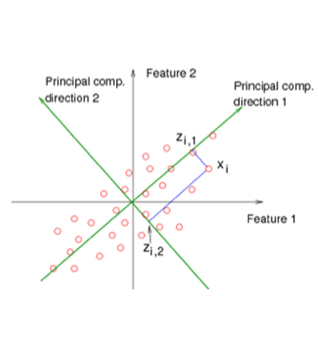 Feature 2
Principal comp.
direction 2
Principal comp.
direction 1
z_{i,1}
x_i
Feature 1
z_{i,2}